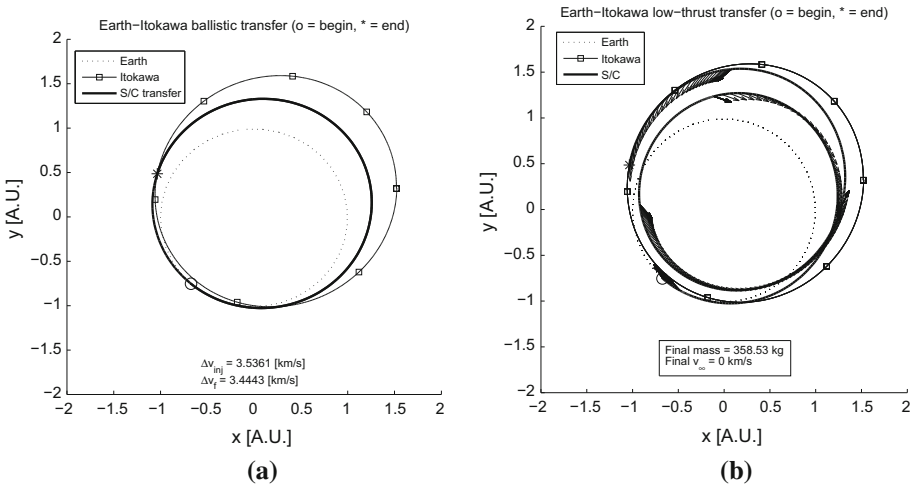 Earth−Itokawa ballistic transfer (o = begin, * = end)
Earth
Itokawa
S/C transfer
2
1.5
1
0.5
0
−0.5
−1
−1.5
−2
y [A.U.]
Δv_inj = 3.5361 [km/s]
Δv_f = 3.4443 [km/s]
−2 −1.5 −1 −0.5 0 0.5 1 1.5 2
x [A.U.]
(a)
Earth−Itokawa low−thrust transfer (o = begin, * = end)
Earth
Itokawa
S/C
2
1.5
1
0.5
0
−0.5
−1
−1.5
−2
y [A.U.]
Final mass = 358.53 kg
Final v_∞ = 0 km/s
−2 −1.5 −1 −0.5 0 0.5 1 1.5 2
x [A.U.]
(b)